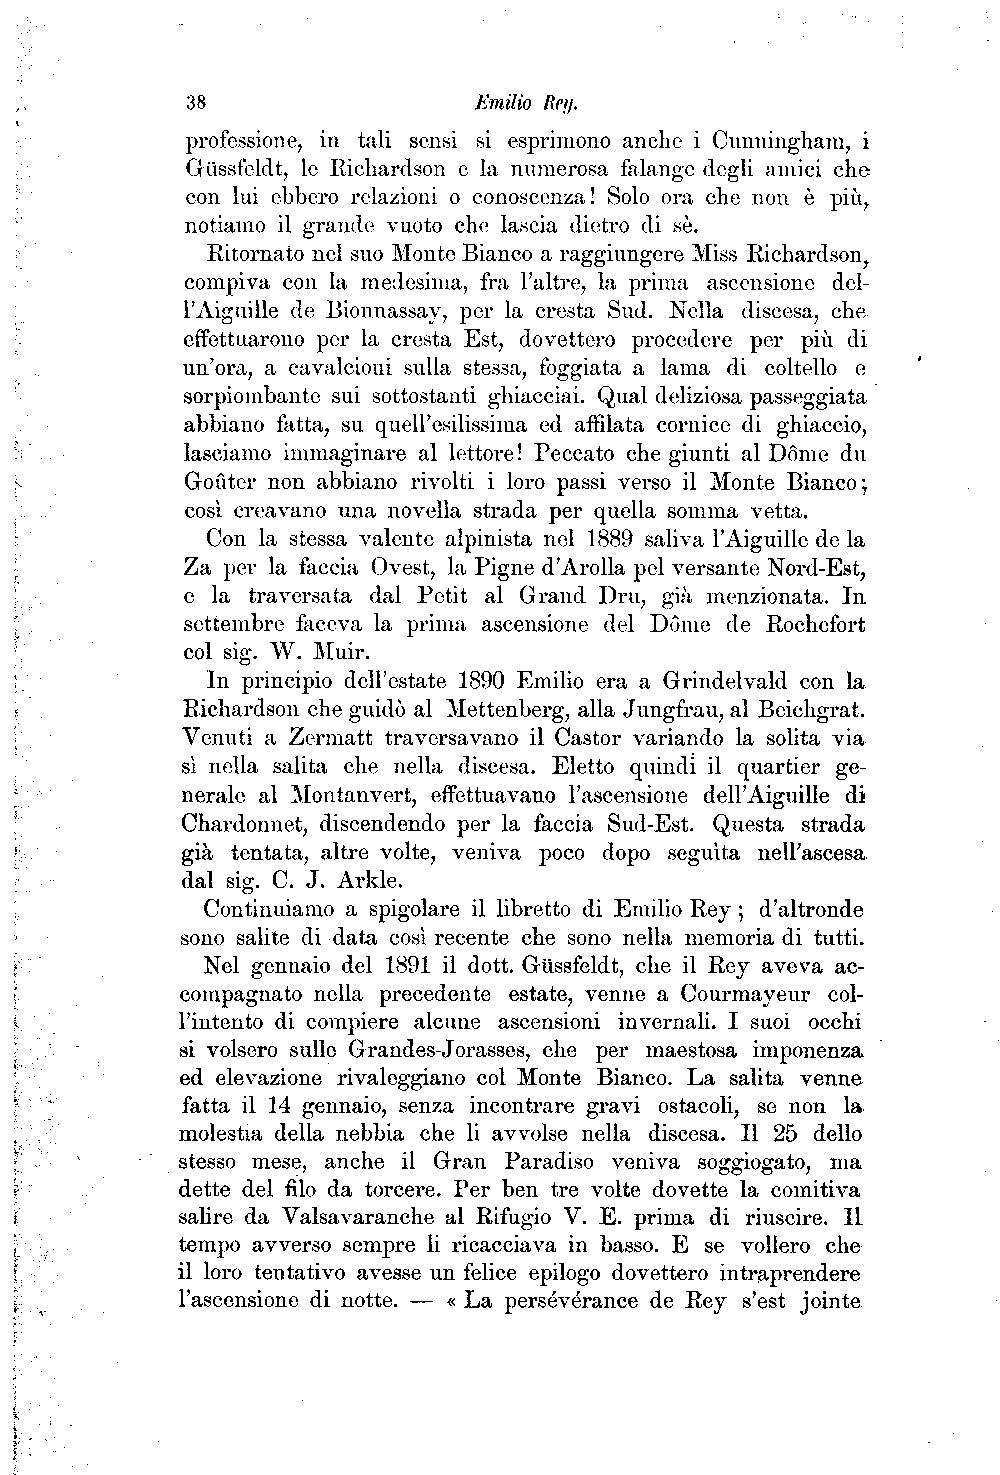 38 Emilio Rey.
professione, in tali sensi si esprimono anche i Cunningham, i
Güssfeldt, le Richardson e la numerosa falange degli amici che
con lui ebbero relazioni o conoscenza! Solo ora che non è più,
notiamo il grande vuoto che lascia dietro di sè.
Ritornato nel suo Monte Bianco a raggiungere Miss Richardson,
compiva con la medesima, fra l'altre, la prima ascensione del-
l'Aiguille de Bionnassay, per la cresta Sud. Nella discesa, che
effettuarono per la cresta Est, dovettero procedere per più di
un'ora, a cavalcioni sulla stessa, foggiata a lama di coltello e
sorpiombante sui sottostanti ghiacciai. Qual deliziosa passeggiata
abbiano fatta, su quell'esilissima ed affilata cornice di ghiaccio,
lasciamo immaginare al lettore! Peccato che giunti al Dôme du
Goûter non abbiano rivolti i loro passi verso il Monte Bianco;
così creavano una novella strada per quella somma vetta.
Con la stessa valente alpinista nel 1889 saliva l'Aiguille de la
Za per la faccia Ovest, la Pigne d'Arolla pel versante Nord-Est,
e la traversata dal Petit al Grand Dru, già menzionata. In
settembre faceva la prima ascensione del Dôme de Rochefort
col sig. W. Muir.
In principio dell'estate 1890 Emilio era a Grindelvald con la
Richardson che guidò al Mettenberg, alla Jungfrau, al Beichgrat.
Venuti a Zermatt traversavano il Castor variando la solita via
sì nella salita che nella discesa. Eletto quindi il quartier ge-
nerale al Montanvert, effettuavano l'ascensione dell'Aiguille di
Chardonnet, discendendo per la faccia Sud-Est. Questa strada
già tentata, altre volte, veniva poco dopo seguìta nell'ascesa
dal sig. C. J. Arkle.
Continuiamo a spigolare il libretto di Emilio Rey; d'altronde
sono salite di data così recente che sono nella memoria di tutti.
Nel gennaio del 1891 il dott. Güssfeldt, che il Rey aveva ac-
compagnato nella precedente estate, venne a Courmayeur col-
l'intento di compiere alcune ascensioni invernali. I suoi occhi
si volsero sulle Grandes-Jorasses, che per maestosa imponenza
ed elevazione rivaleggiano col Monte Bianco. La salita venne
fatta il 14 gennaio, senza incontrare gravi ostacoli, se non la
molestia della nebbia che li avvolse nella discesa. Il 25 dello
stesso mese, anche il Gran Paradiso veniva soggiogato, ma
dette del filo da torcere. Per ben tre volte dovette la comitiva
salire da Valsavaranche al Rifugio V. E. prima di riuscire. Il
tempo avverso sempre li ricacciava in basso. E se vollero che
il loro tentativo avesse un felice epilogo dovettero intraprendere
l'ascensione di notte. — « La persévérance de Rey s'est jointe